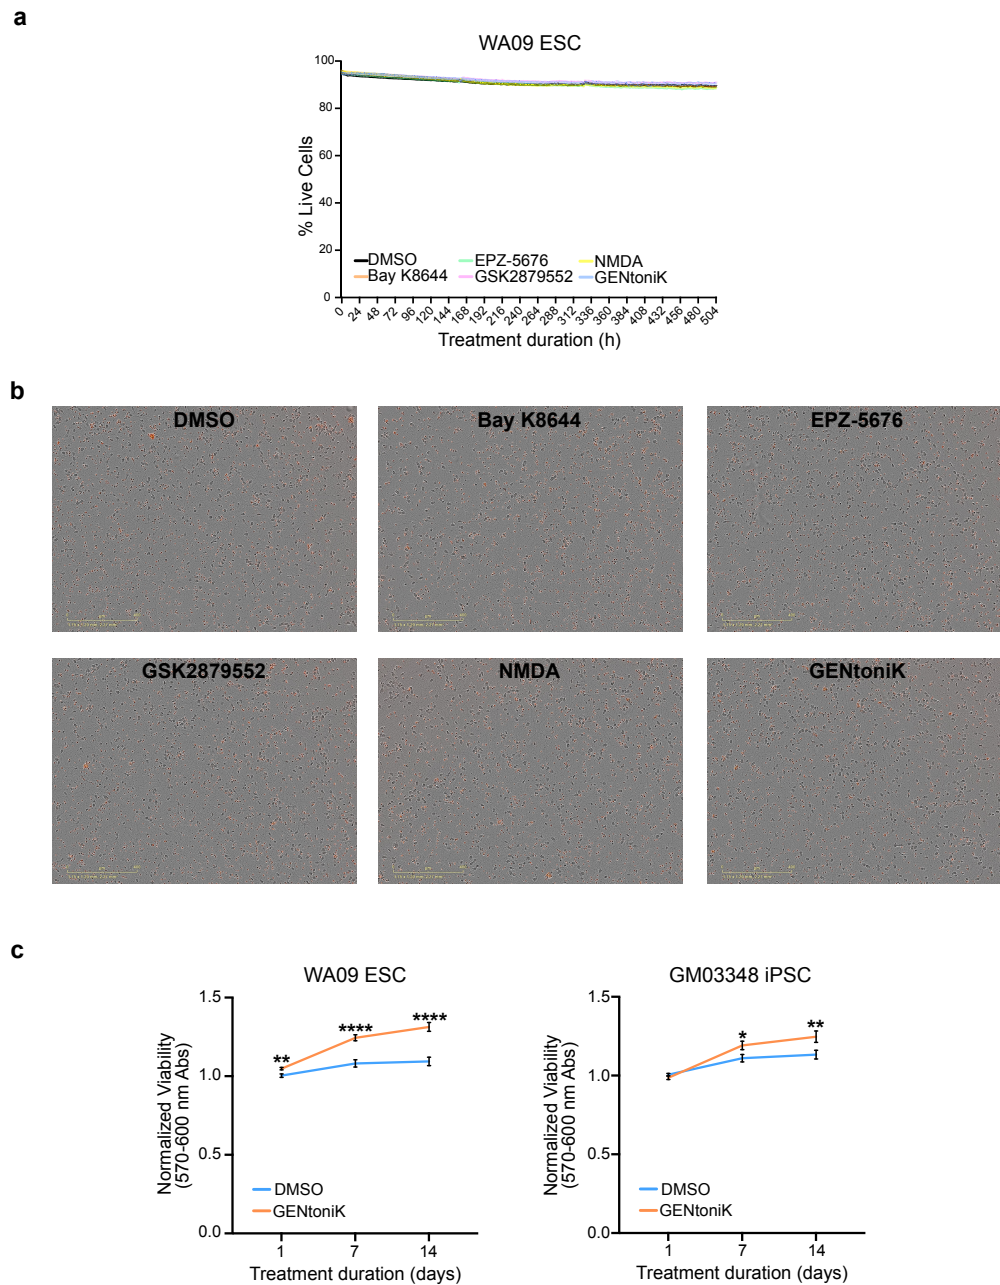 a
WA09 ESC
100
80
60
40
20
0
% Live Cells
DMSO
EPZ-5676
NMDA
Bay K8644
GSK2879552
GENtoniK
0 24 48 72 96 120 144 168 192 216 240 264 288 312 336 360 384 408 432 456 480 504
Treatment duration (h)
b
DMSO
Bay K8644
EPZ-5676
GSK2879552
NMDA
GENtoniK
c
WA09 ESC
1.5
1.0
0.5
0.0
Normalized Viability
(570-600 nm Abs)
**
****
****
DMSO
GENtoniK
1 7 14
Treatment duration (days)
GM03348 iPSC
1.5
1.0
0.5
0.0
Normalized Viability
(570-600 nm Abs)
*
**
DMSO
GENtoniK
1 7 14
Treatment duration (days)